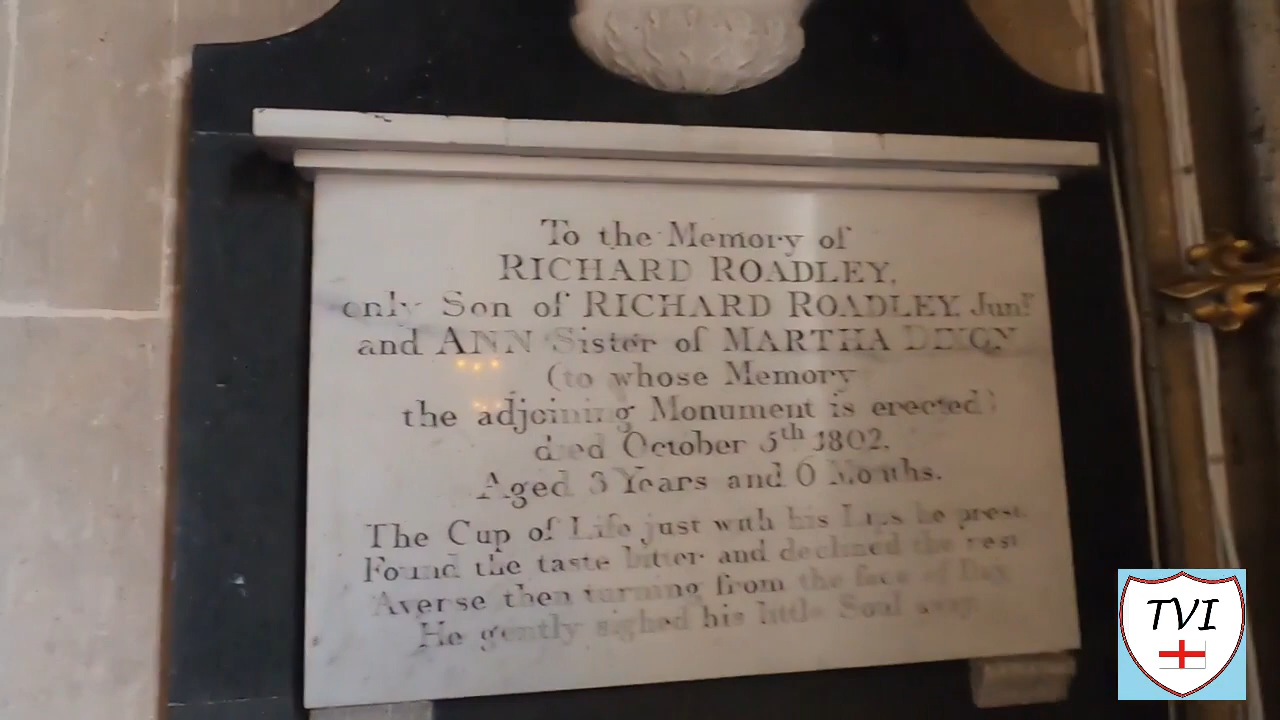 To the Memory of
RICHARD ROADLEY,
only Son of RICHARD ROADLEY, Junr
and ANN Sister of MARTHA DIXON
(to whose Memory
the adjoining Monument is erected)
died October 5th 1802.
Aged 3 Years and 6 Months.
The Cup of Life just with his Lips he prest
Found the taste bitter and declined the rest
Averse then turning from the face of Day
He gently sighed his little Soul away
TVI